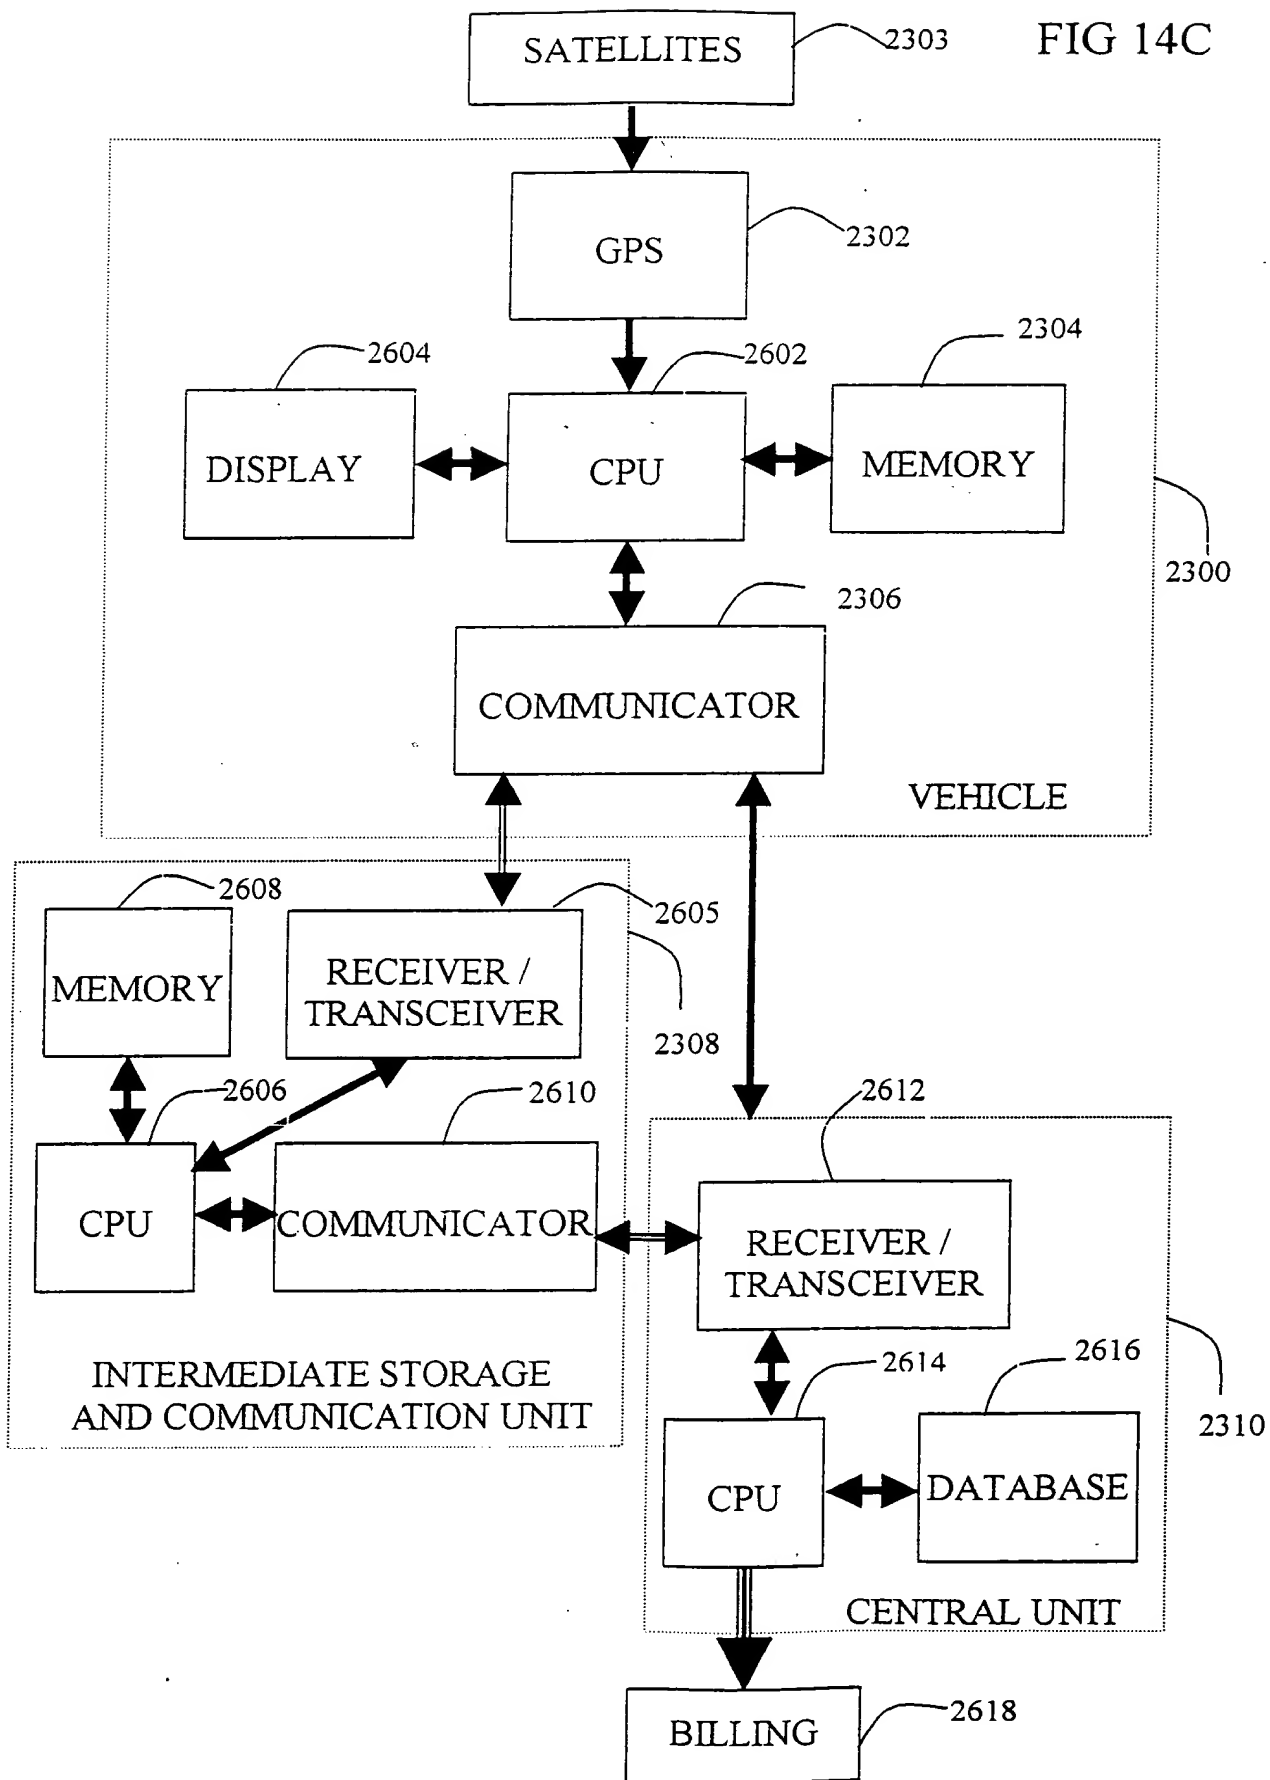 FIG 14C
SATELLITES
2303
GPS
2302
2604
2602
2304
DISPLAY
CPU
MEMORY
2300
2306
COMMUNICATOR
VEHICLE
2608
2605
MEMORY
RECEIVER /
TRANSCEIVER
2308
2606
2610
2612
CPU
COMMUNICATOR
RECEIVER /
TRANSCEIVER
INTERMEDIATE STORAGE
AND COMMUNICATION UNIT
2614
2616
2310
CPU
DATABASE
CENTRAL UNIT
BILLING
2618